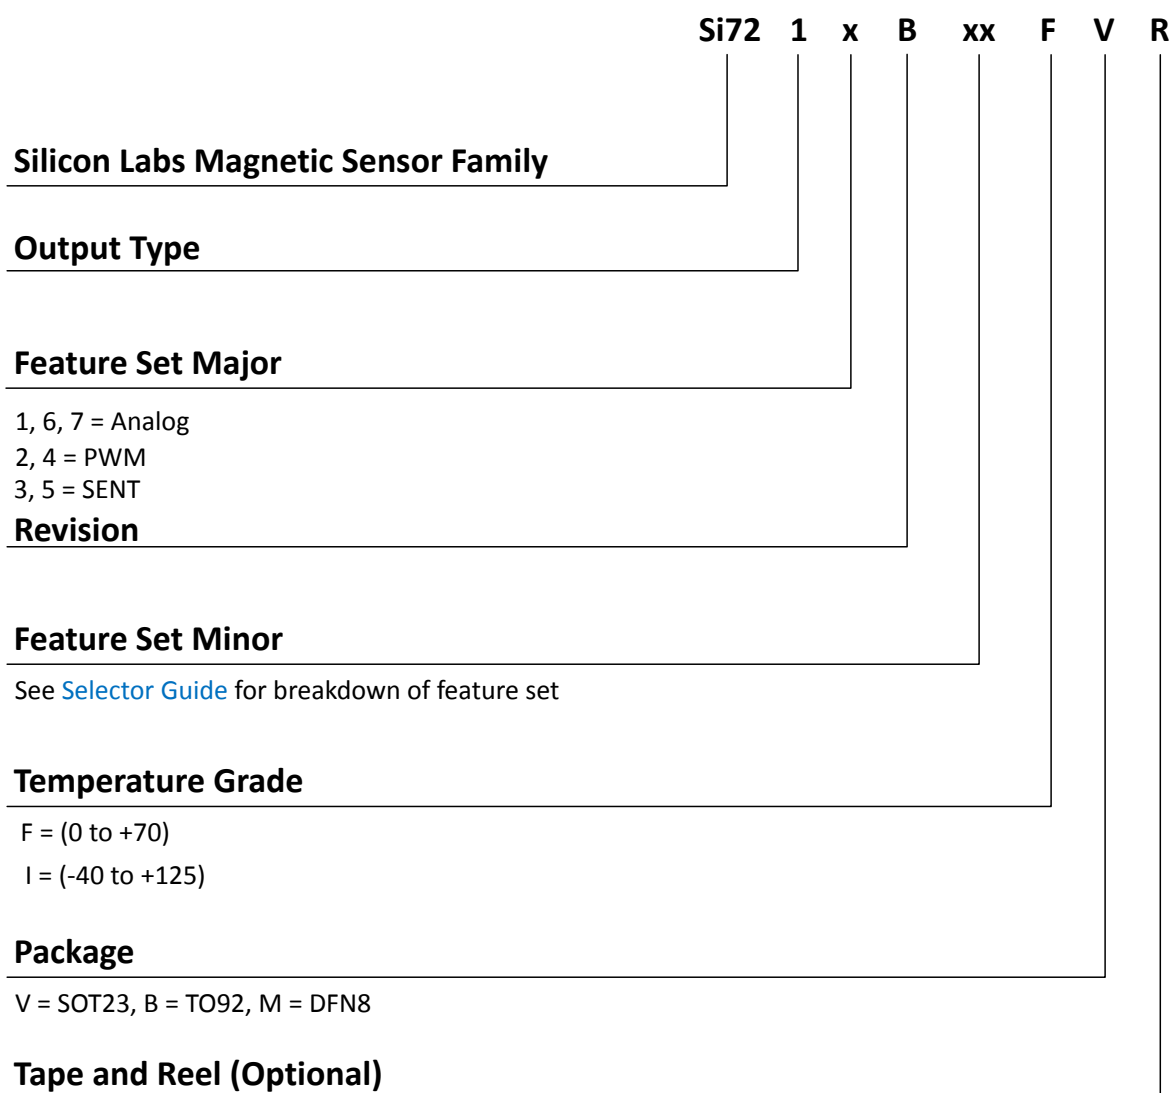 Si72 1 x B xx F V R
Silicon Labs Magnetic Sensor Family
Output Type
Feature Set Major
1, 6, 7 = Analog
2, 4 = PWM
3, 5 = SENT
Revision
Feature Set Minor
See Selector Guide for breakdown of feature set
Temperature Grade
F = (0 to +70)
I = (-40 to +125)
Package
V = SOT23, B = TO92, M = DFN8
Tape and Reel (Optional)